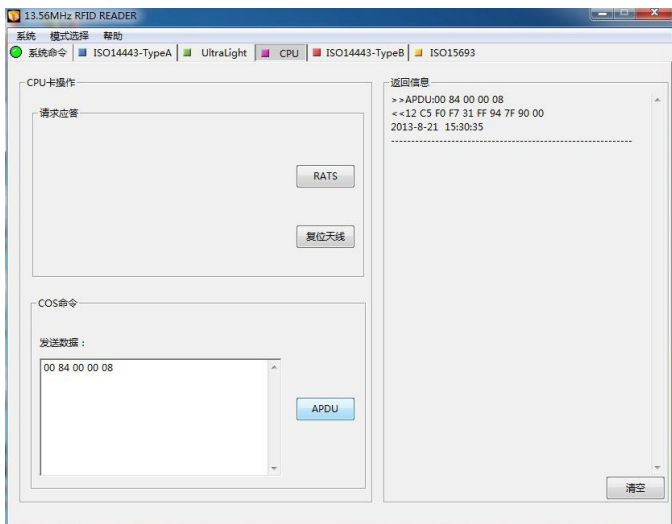 13.56MHz RFID READER
系统 模式选择 帮助
系统命令 ISO14443-TypeA UltraLight CPU ISO14443-TypeB ISO15693
CPU卡操作
请求应答
RATS
复位天线
COS命令
发送数据：
00 84 00 00 08
APDU
返回信息
>>APDU:00 84 00 00 08
<<12 C5 F0 F7 31 FF 94 7F 90 00
2013-8-21 15:30:35
--------------------------------------------------------------
清空